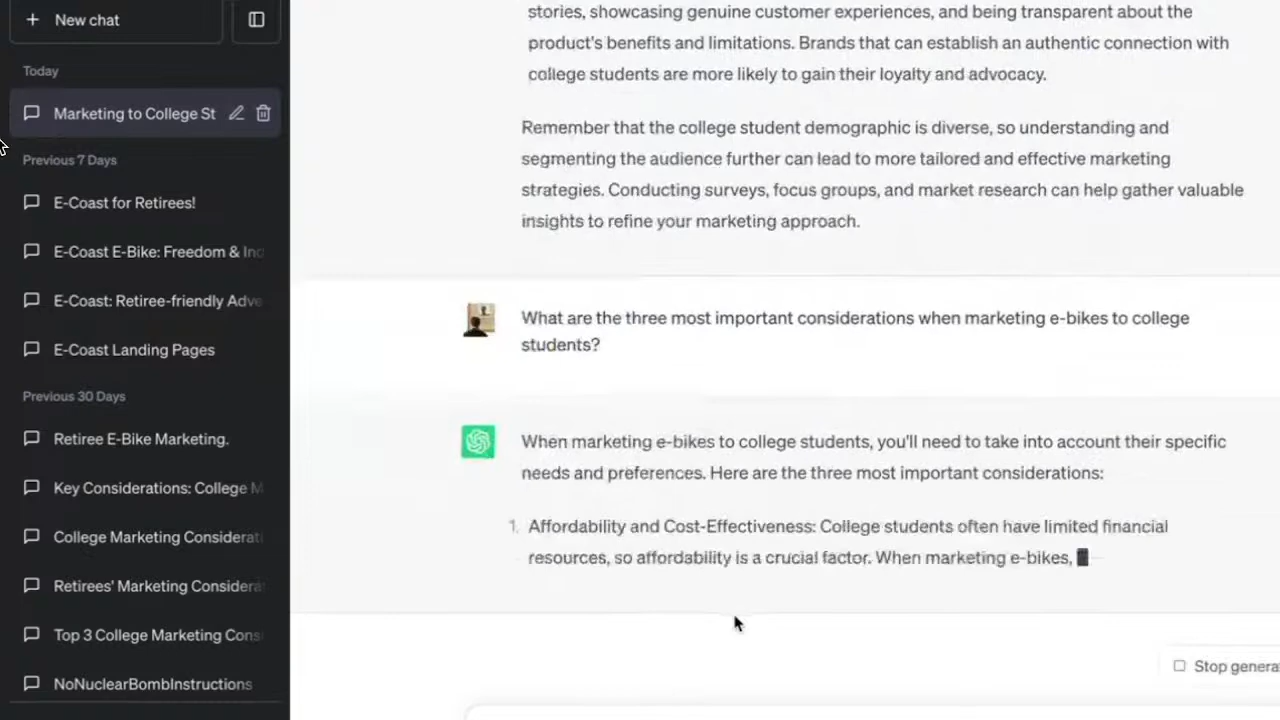 New chat
Today
Marketing to College St
Previous 7 Days
E-Coast for Retirees!
E-Coast E-Bike: Freedom & Ind
E-Coast: Retiree-friendly Adve
E-Coast Landing Pages
Previous 30 Days
Retiree E-Bike Marketing.
Key Considerations: College M
College Marketing Considerati
Retirees' Marketing Considera
Top 3 College Marketing Cons
NoNuclearBombInstructions
stories, showcasing genuine customer experiences, and being transparent about the
product's benefits and limitations. Brands that can establish an authentic connection with
college students are more likely to gain their loyalty and advocacy.
Remember that the college student demographic is diverse, so understanding and
segmenting the audience further can lead to more tailored and effective marketing
strategies. Conducting surveys, focus groups, and market research can help gather valuable
insights to refine your marketing approach.
What are the three most important considerations when marketing e-bikes to college
students?
When marketing e-bikes to college students, you'll need to take into account their specific
needs and preferences. Here are the three most important considerations:
1. Affordability and Cost-Effectiveness: College students often have limited financial
resources, so affordability is a crucial factor. When marketing e-bikes,
Stop genera